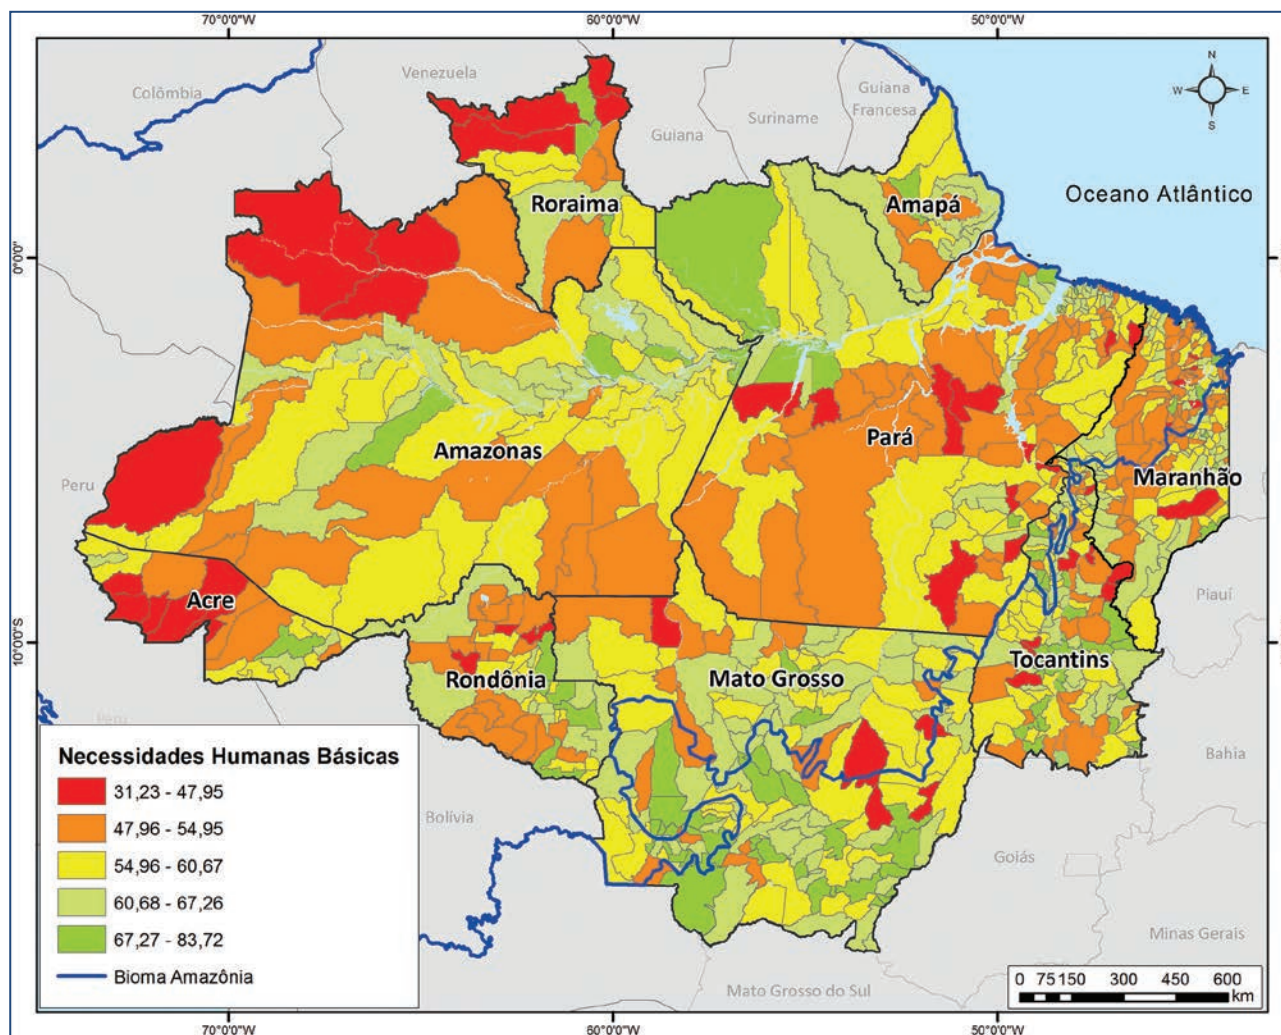 70°0'0"W
60°0'0"W
50°0'0"W
Colômbia
Venezuela
Guiana
Suriname
Guiana
Francesa
N
W
E
S
Oceano Atlântico
Roraima
Amapá
0°0'0"
Amazonas
Pará
Maranhão
Peru
Acre
Piauí
10°0'0"S
Rondônia
Mato Grosso
Tocantins
Peru
Bahia
Bolívia
Goiás
Minas Gerais
Mato Grosso do Sul
Necessidades Humanas Básicas
31,23 - 47,95
47,96 - 54,95
54,96 - 60,67
60,68 - 67,26
67,27 - 83,72
Bioma Amazônia
0 75 150 300 450 600
km
70°0'0"W
60°0'0"W
50°0'0"W